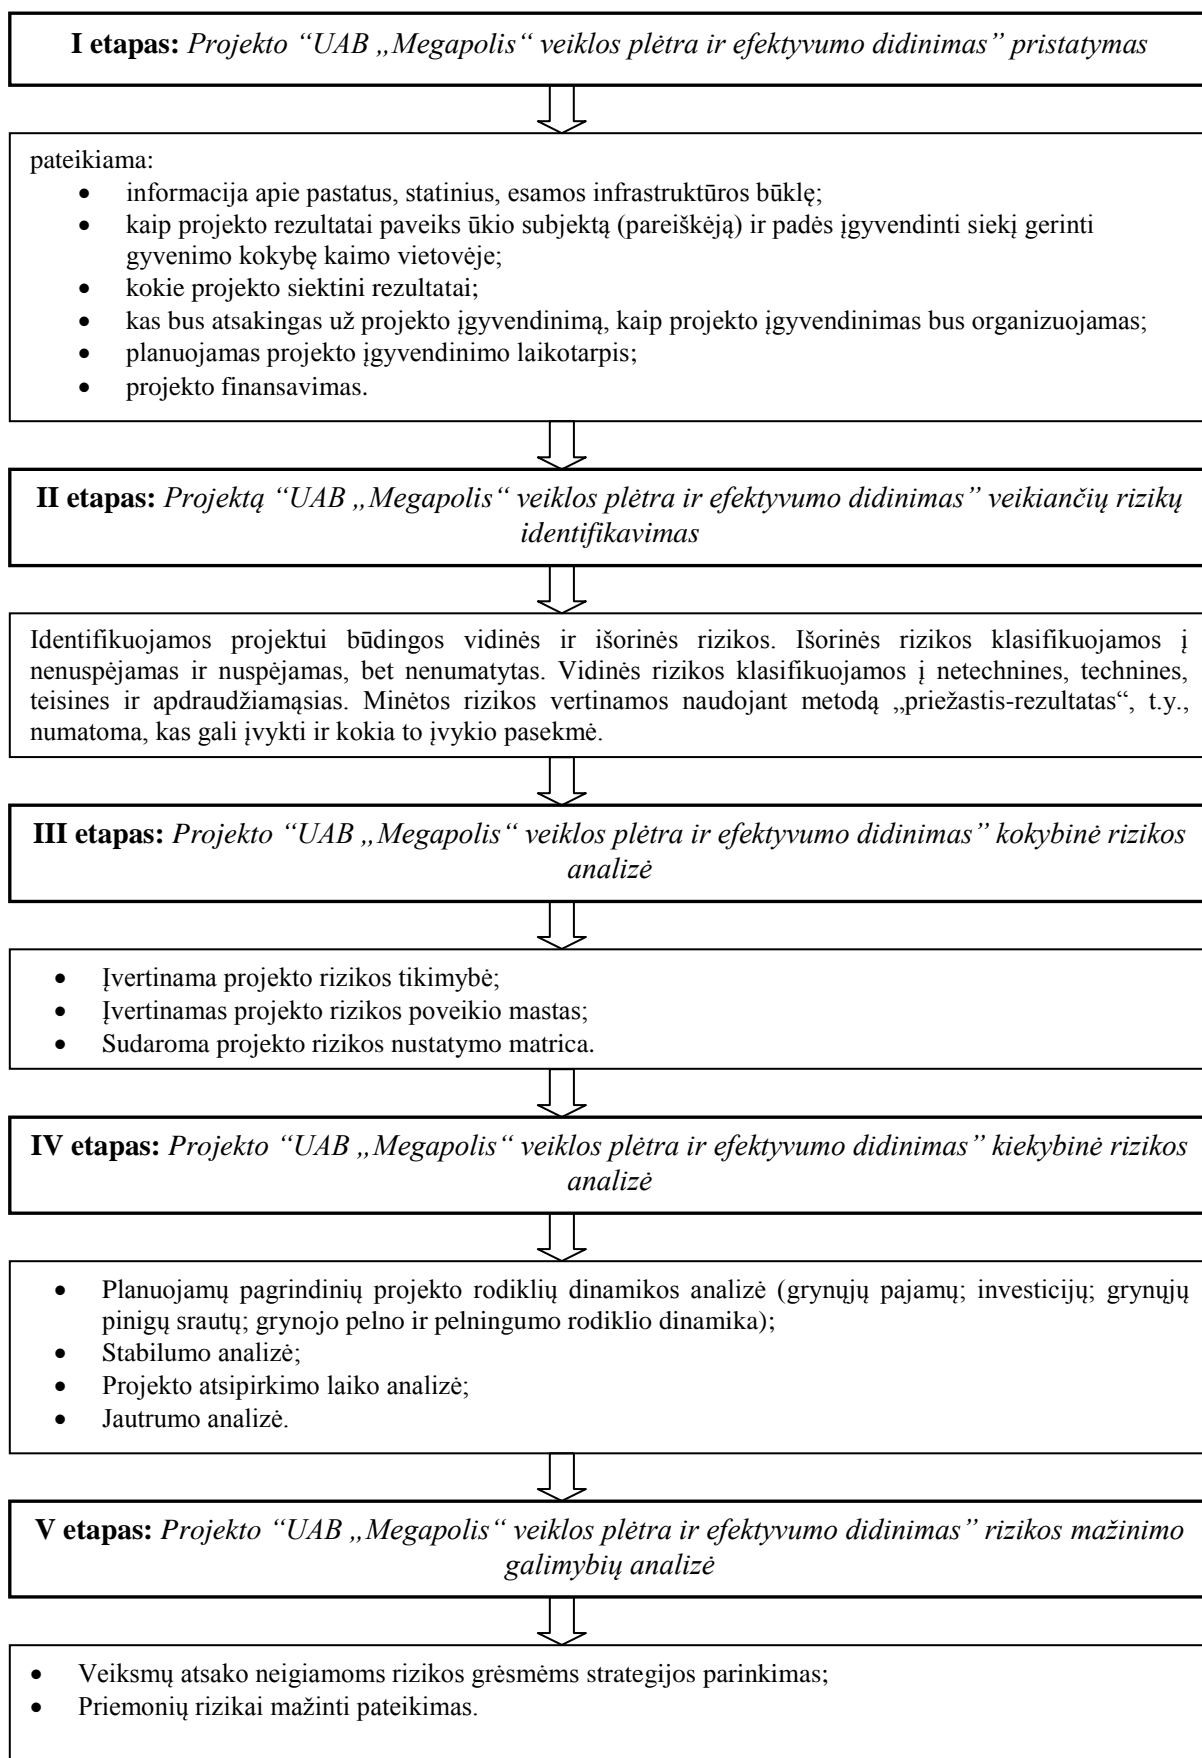 I etapas: Projekto “UAB „Megapolis“ veiklos plėtra ir efektyvumo didinimas” pristatymas
pateikiama:
• informacija apie pastatus, statinius, esamos infrastruktūros būklę;
• kaip projekto rezultatai paveiks ūkio subjektą (pareiškėją) ir padės įgyvendinti siekį gerinti
gyvenimo kokybę kaimo vietovėje;
• kokie projekto siektini rezultatai;
• kas bus atsakingas už projekto įgyvendinimą, kaip projekto įgyvendinimas bus organizuojamas;
• planuojamas projekto įgyvendinimo laikotarpis;
• projekto finansavimas.
II etapas: Projektą “UAB „Megapolis“ veiklos plėtra ir efektyvumo didinimas” veikiančių rizikų
identifikavimas
Identifikuojamos projektui būdingos vidinės ir išorinės rizikos. Išorinės rizikos klasifikuojamos į
nenuspėjamas ir nuspėjamas, bet nenumatytas. Vidinės rizikos klasifikuojamos į netechnines, technines,
teisines ir apdraudžiamąsias. Minėtos rizikos vertinamos naudojant metodą „priežastis-rezultatas“, t.y.,
numatoma, kas gali įvykti ir kokia to įvykio pasekmė.
III etapas: Projekto “UAB „Megapolis“ veiklos plėtra ir efektyvumo didinimas” kokybinė rizikos
analizė
• Įvertinama projekto rizikos tikimybė;
• Įvertinamas projekto rizikos poveikio mastas;
• Sudaroma projekto rizikos nustatymo matrica.
IV etapas: Projekto “UAB „Megapolis“ veiklos plėtra ir efektyvumo didinimas” kiekybinė rizikos
analizė
• Planuojamų pagrindinių projekto rodiklių dinamikos analizė (grynųjų pajamų; investicijų; grynųjų
pinigų srautų; grynojo pelno ir pelningumo rodiklio dinamika);
• Stabilumo analizė;
• Projekto atsipirkimo laiko analizė;
• Jautrumo analizė.
V etapas: Projekto “UAB „Megapolis“ veiklos plėtra ir efektyvumo didinimas” rizikos mažinimo
galimybių analizė
• Veiksmų atsako neigiamoms rizikos grėsmėms strategijos parinkimas;
• Priemonių rizikai mažinti pateikimas.